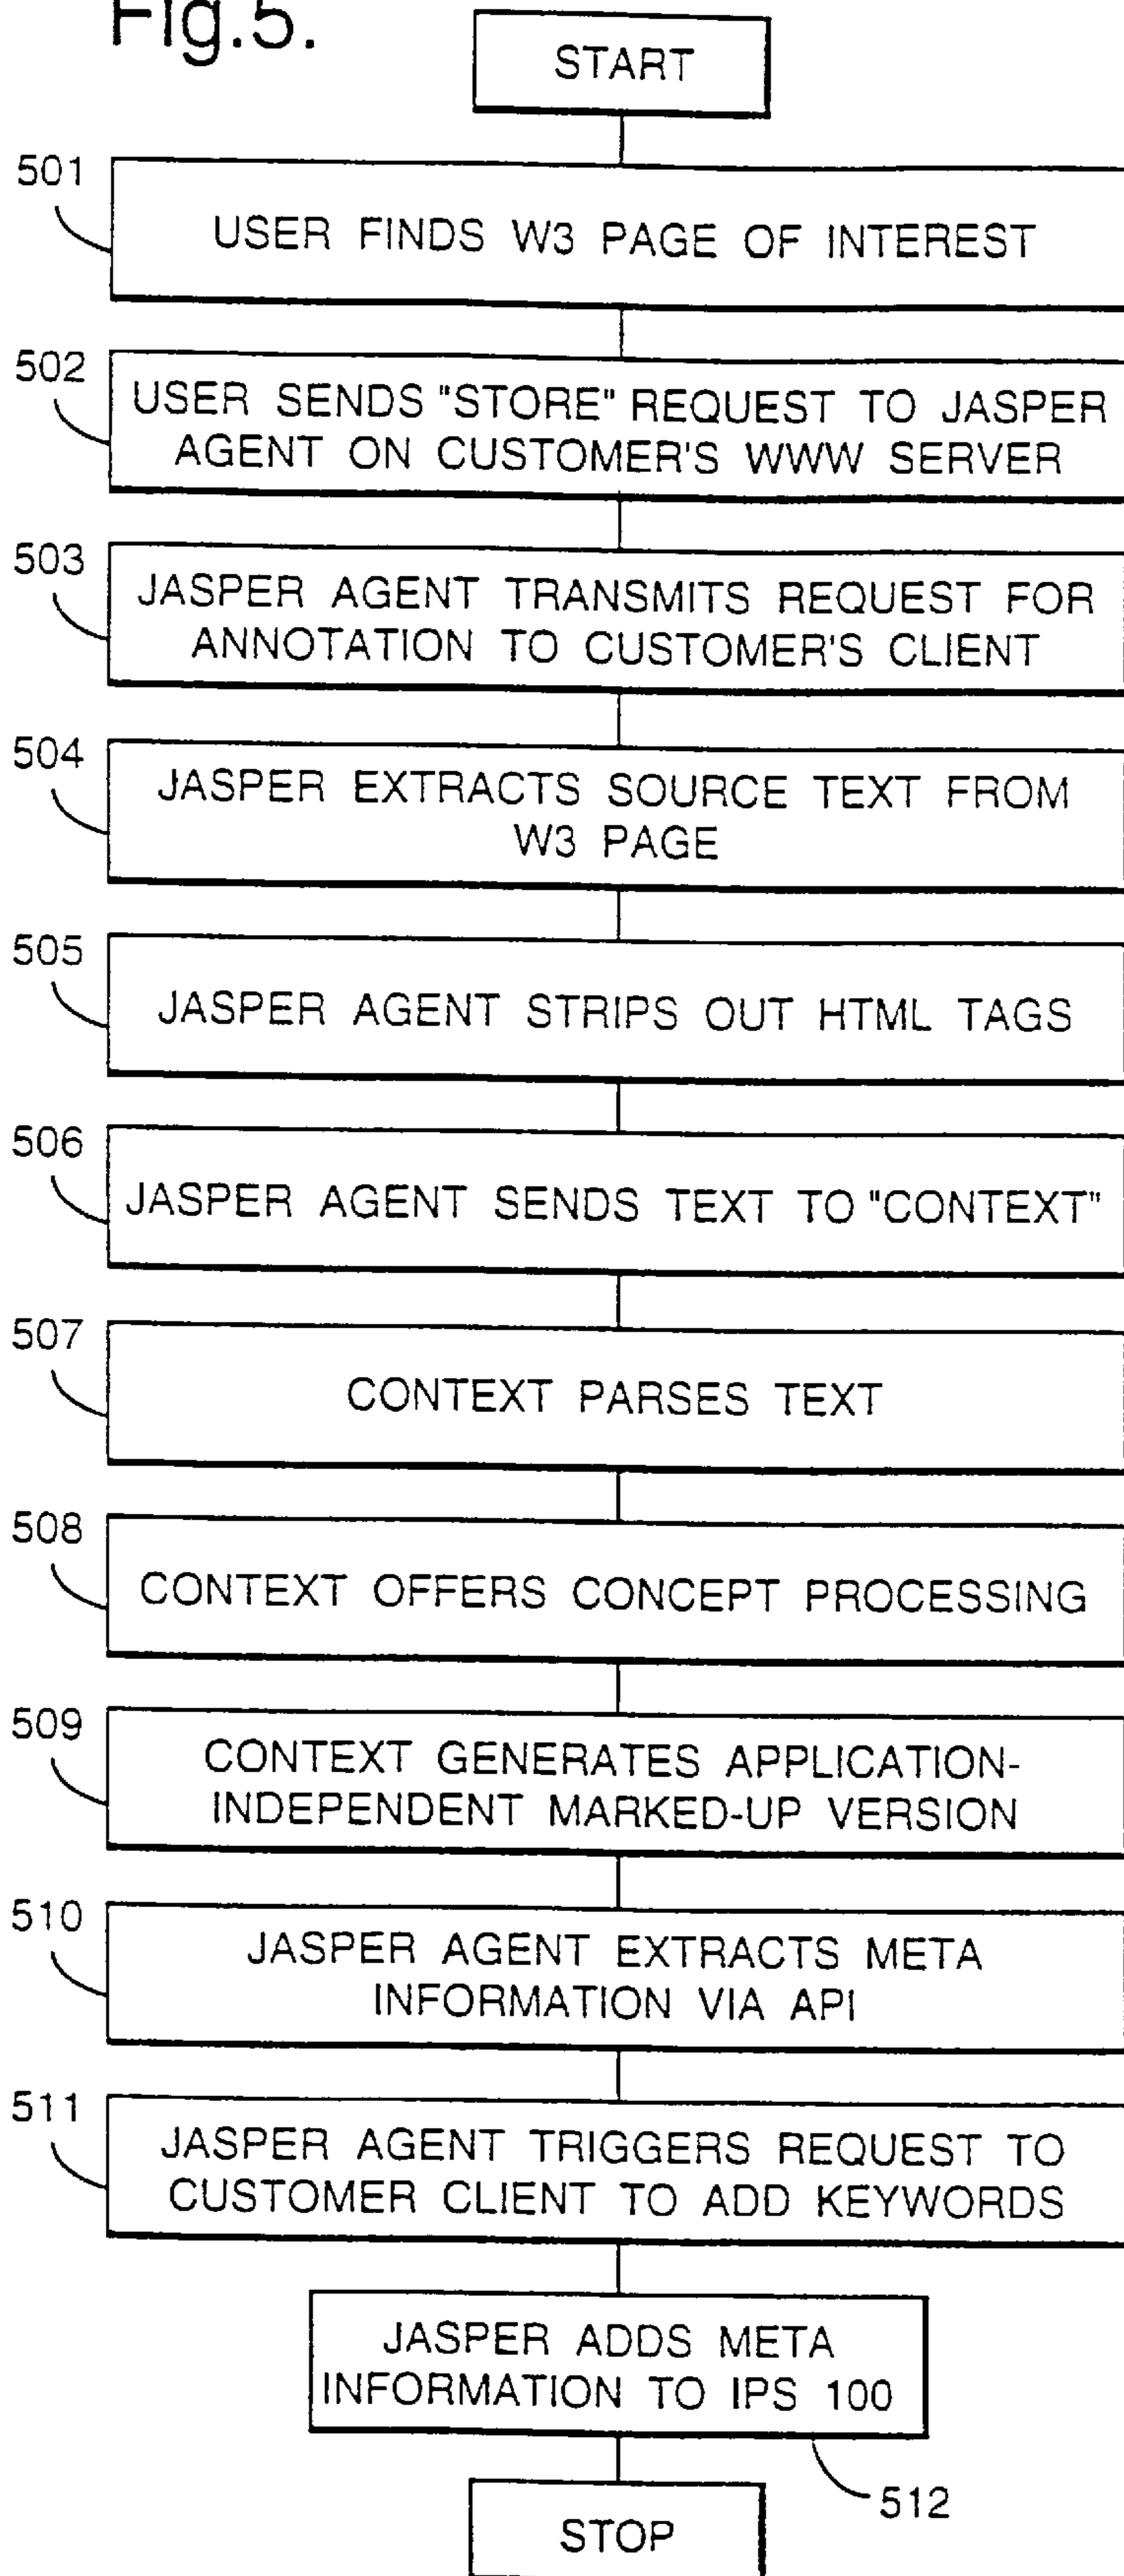 Fig.5.
START
501
USER FINDS W3 PAGE OF INTEREST
502
USER SENDS "STORE" REQUEST TO JASPER
AGENT ON CUSTOMER'S WWW SERVER
503
JASPER AGENT TRANSMITS REQUEST FOR
ANNOTATION TO CUSTOMER'S CLIENT
504
JASPER EXTRACTS SOURCE TEXT FROM
W3 PAGE
505
JASPER AGENT STRIPS OUT HTML TAGS
506
JASPER AGENT SENDS TEXT TO "CONTEXT"
507
CONTEXT PARSES TEXT
508
CONTEXT OFFERS CONCEPT PROCESSING
509
CONTEXT GENERATES APPLICATION-
INDEPENDENT MARKED-UP VERSION
510
JASPER AGENT EXTRACTS META
INFORMATION VIA API
511
JASPER AGENT TRIGGERS REQUEST TO
CUSTOMER CLIENT TO ADD KEYWORDS
JASPER ADDS META
INFORMATION TO IPS 100
512
STOP